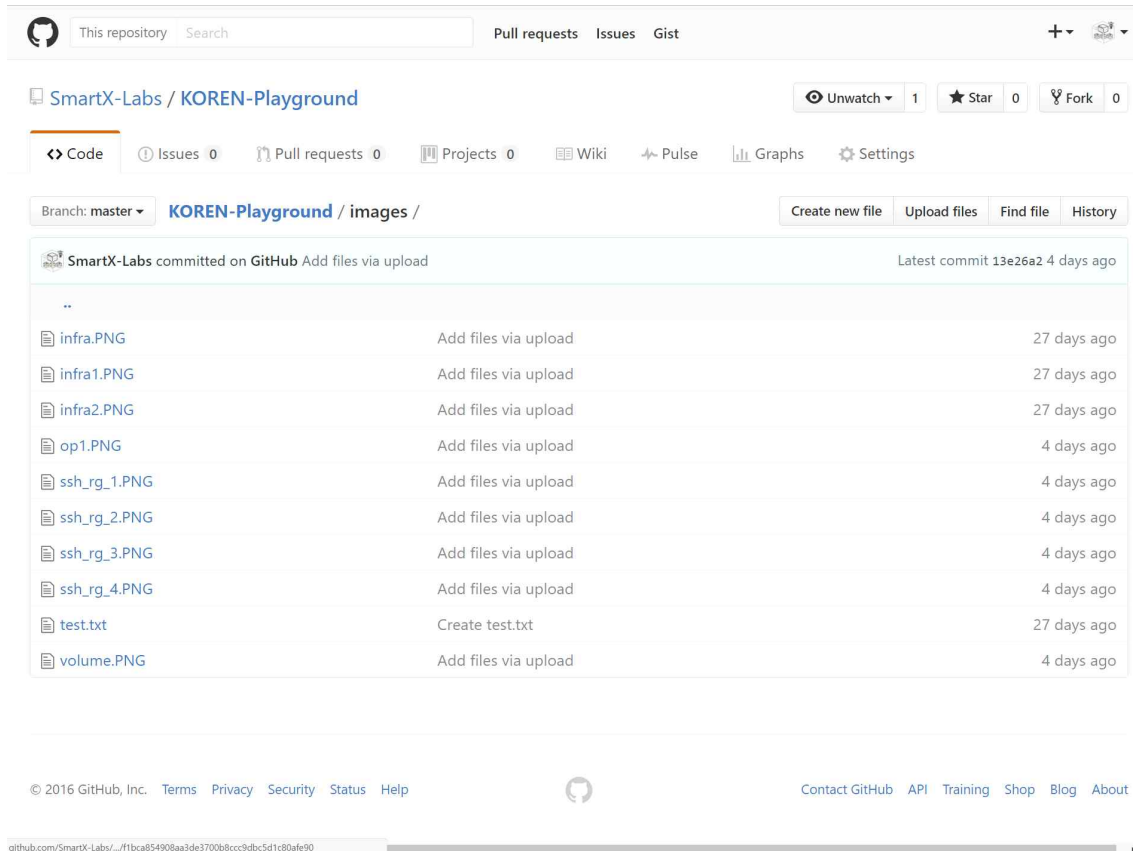 This repository Search Pull requests Issues Gist
SmartX-Labs / KOREN-Playground Unwatch 1 Star 0 Fork 0
Code Issues 0 Pull requests 0 Projects 0 Wiki Pulse Graphs Settings
Branch: master KOREN-Playground / images / Create new file Upload files Find file History
SmartX-Labs committed on GitHub Add files via upload Latest commit 13e26a2 4 days ago
..
infra.PNG Add files via upload 27 days ago
infra1.PNG Add files via upload 27 days ago
infra2.PNG Add files via upload 27 days ago
op1.PNG Add files via upload 4 days ago
ssh_rg_1.PNG Add files via upload 4 days ago
ssh_rg_2.PNG Add files via upload 4 days ago
ssh_rg_3.PNG Add files via upload 4 days ago
ssh_rg_4.PNG Add files via upload 4 days ago
test.txt Create test.txt 27 days ago
volume.PNG Add files via upload 4 days ago
© 2016 GitHub, Inc. Terms Privacy Security Status Help Contact GitHub API Training Shop Blog About
github.com/SmartX-Labs/.../f1bca854908aa3de3700b8ccc9dbc5d1c80afe90